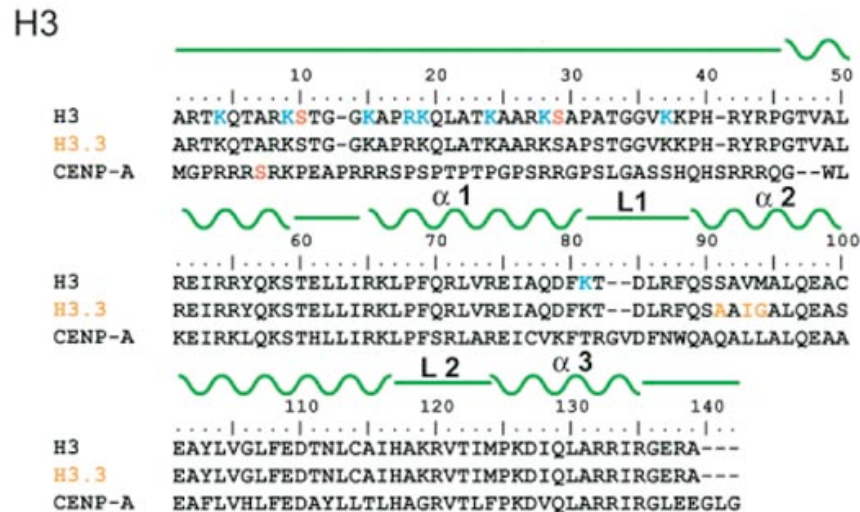 H3
10 20 30 40 50
H3 ARTKQTARKSTG-GKAPRKQLATKAARKSAPATGGVKKPH-RYRPGTVAL
H3.3 ARTKQTARKSTG-GKAPRKQLATKAARKSAPSTGGVKKPH-RYRPGTVAL
CENP-A MGPRRRSRKPEAPRRRSPSPTPTPGPSRRGPSLGASSHQHSRRRQG--WL
α 1 L1 α 2
60 70 80 90 100
H3 REIRRYQKSTELLIRKLPFQRLVREIAQDFKT--DLRFQSSAVMALQEAC
H3.3 REIRRYQKSTELLIRKLPFQRLVREIAQDFKT--DLRFQSAAIGALQEAS
CENP-A KEIRKLQKSTHLLIRKLPFSRLAREICVKFTRGVDFNWQAQALLALQEAA
L 2 α 3
110 120 130 140
H3 EAYLVGLFEDTNLCAIHAKRVTIMPKDIQLARRIRGERA---
H3.3 EAYLVGLFEDTNLCAIHAKRVTIMPKDIQLARRIRGERA---
CENP-A EAFLVHLFEDAYLLTLHAGRVTLFPKDVQLARRIRGLEEGLG